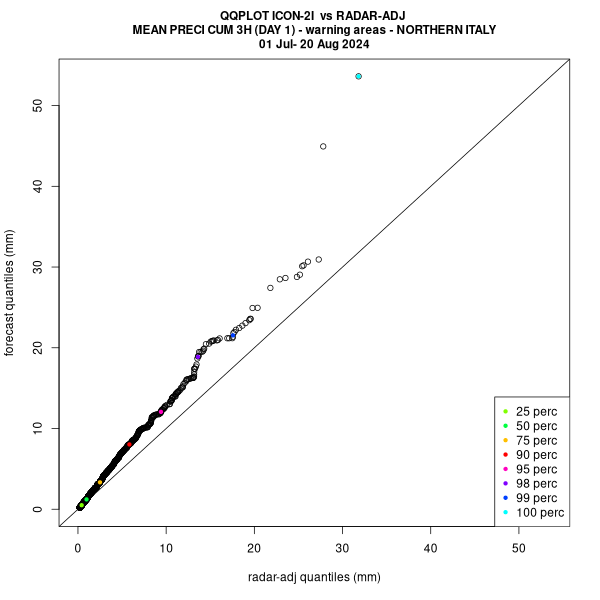 QQPLOT ICON-2I vs RADAR-ADJ
MEAN PRECI CUM 3H (DAY 1) - warning areas - NORTHERN ITALY
01 Jul- 20 Aug 2024
forecast quantiles (mm)
50
40
30
20
10
0
0 10 20 30 40 50
radar-adj quantiles (mm)
25 perc
50 perc
75 perc
90 perc
95 perc
98 perc
99 perc
100 perc